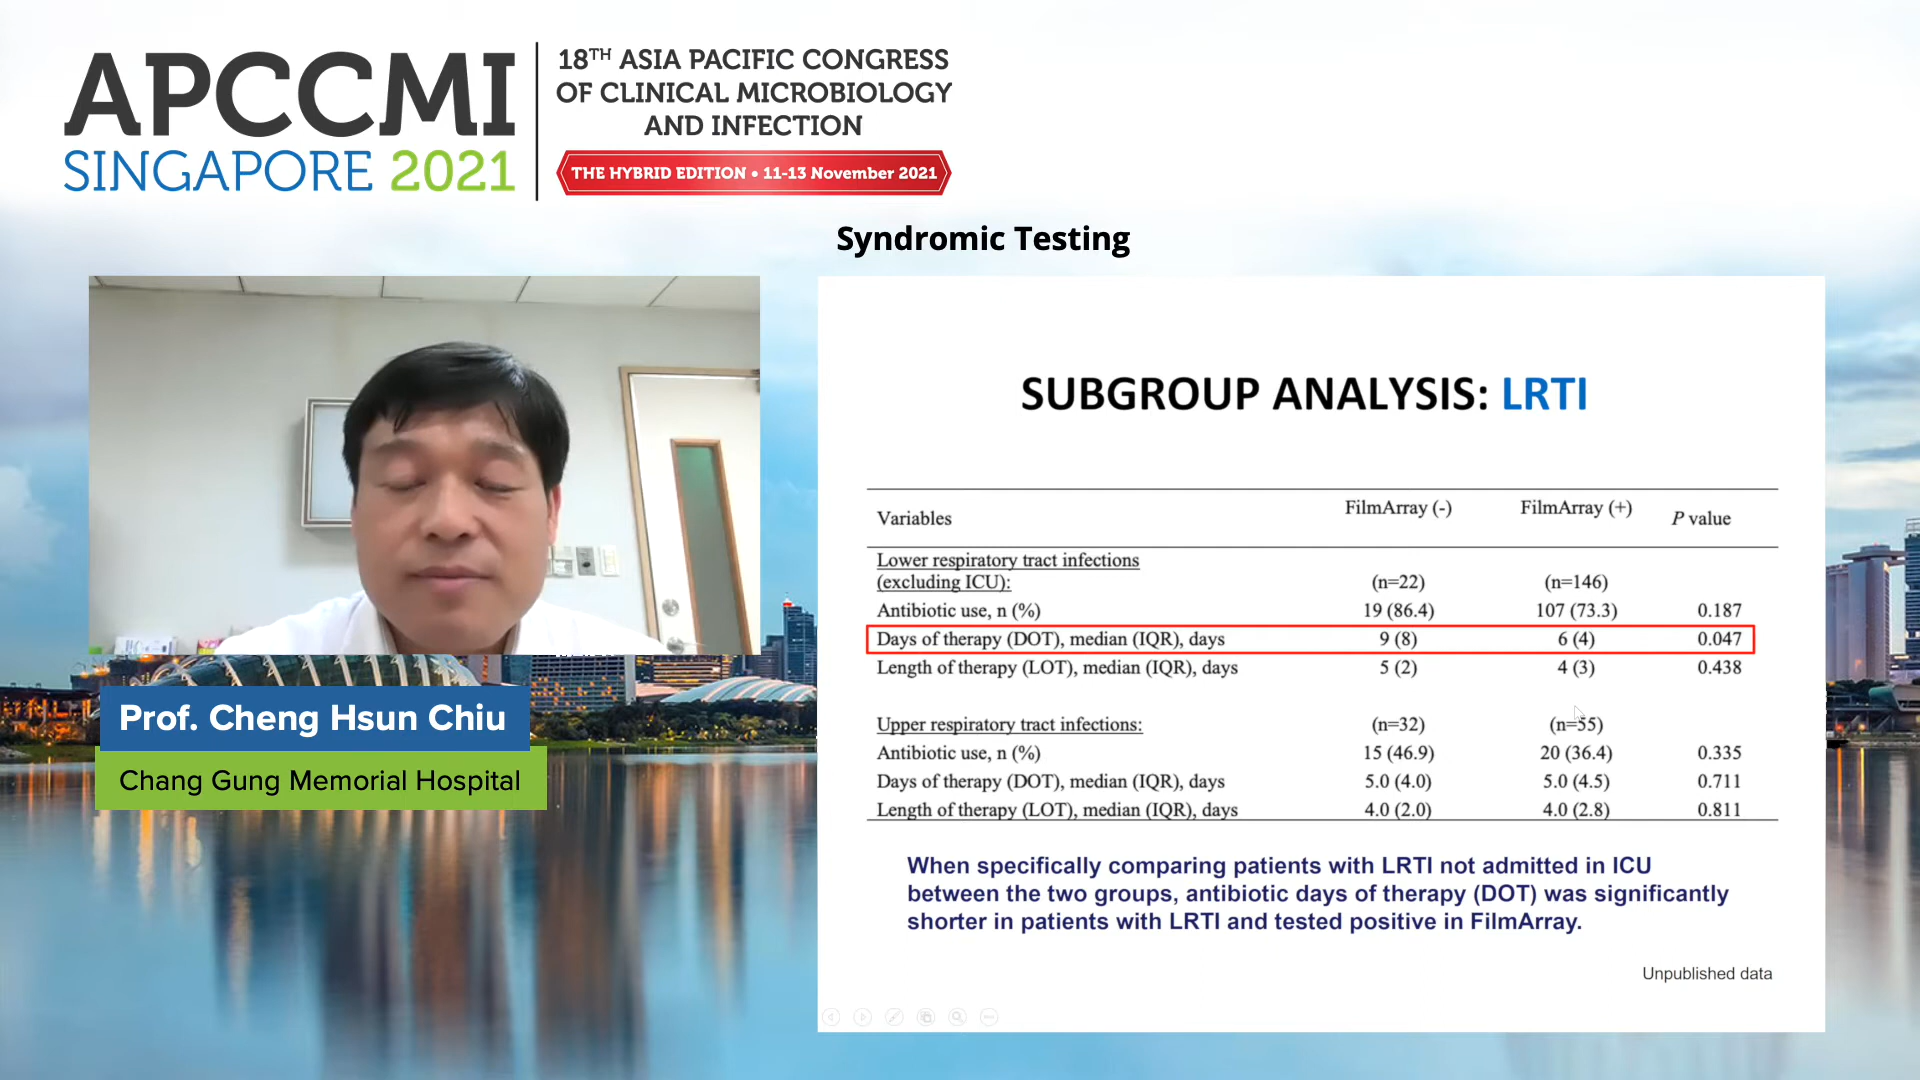 APCCMI
SINGAPORE 2021
18TH ASIA PACIFIC CONGRESS
OF CLINICAL MICROBIOLOGY
AND INFECTION
THE HYBRID EDITION • 11-13 November 2021
Syndromic Testing
Prof. Cheng Hsun Chiu
Chang Gung Memorial Hospital
SUBGROUP ANALYSIS: LRTI
Variables FilmArray (-) FilmArray (+) P value
Lower respiratory tract infections
(excluding ICU): (n=22) (n=146)
Antibiotic use, n (%) 19 (86.4) 107 (73.3) 0.187
Days of therapy (DOT), median (IQR), days 9 (8) 6 (4) 0.047
Length of therapy (LOT), median (IQR), days 5 (2) 4 (3) 0.438
Upper respiratory tract infections: (n=32) (n=55)
Antibiotic use, n (%) 15 (46.9) 20 (36.4) 0.335
Days of therapy (DOT), median (IQR), days 5.0 (4.0) 5.0 (4.5) 0.711
Length of therapy (LOT), median (IQR), days 4.0 (2.0) 4.0 (2.8) 0.811
When specifically comparing patients with LRTI not admitted in ICU
between the two groups, antibiotic days of therapy (DOT) was significantly
shorter in patients with LRTI and tested positive in FilmArray.
Unpublished data